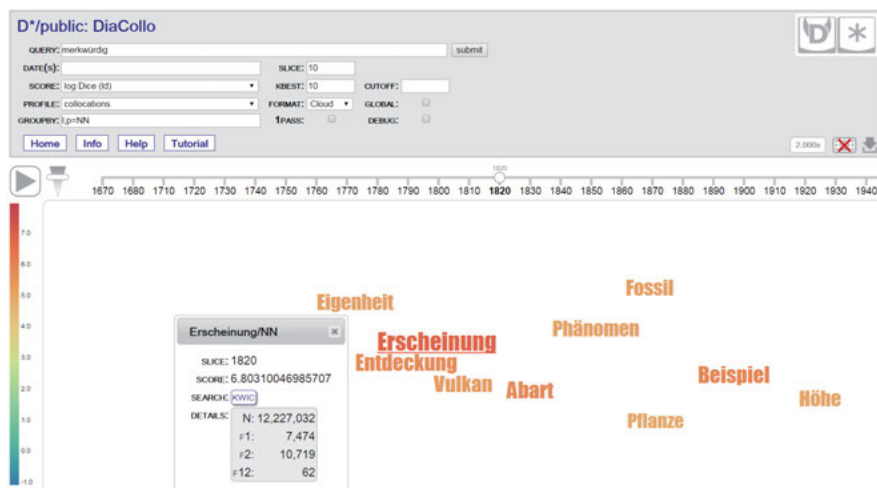 D*/public: DiaCollo
QUERY: merkwürdig submit
DATE(S): SLICE: 10
SCORE: log Dice (ld) KBEST: 10 CUTOFF:
PROFILE: collocations FORMAT: Cloud GLOBAL:
GROUPBY: l,p=NN 1PASS: DEBUG:
Home Info Help Tutorial 2.000x
1820
1670 1680 1710 1720 1730 1740 1750 1760 1770 1780 1790 1800 1810 1820 1830 1840 1850 1860 1870 1880 1890 1900 1910 1920 1930 1940
7.0
6.0
5.0
4.0
3.0
2.0
0.0
-1.0
Fossil
Eigenheit
Phänomen
Erscheinung
Entdeckung
Vulkan
Abart
Beispiel
Höhe
Pflanze
Erscheinung/NN
SLICE: 1820
SCORE: 6.80310046985707
SEARCH: KWIC
DETAILS: N: 12,227,032
F1: 7,474
F2: 10,719
F12: 62